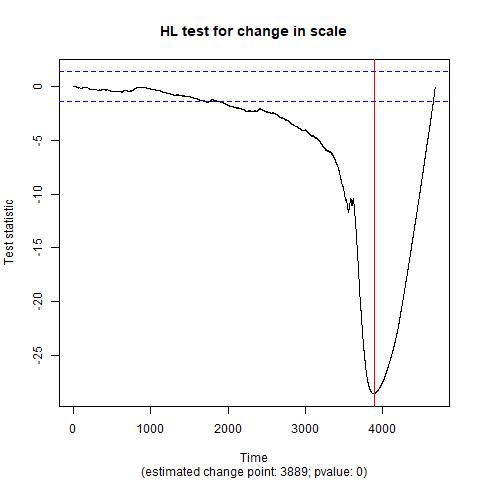 HL test for change in scale
Test statistic
0
-5
-10
-15
-20
-25
0 1000 2000 3000 4000
Time
(estimated change point: 3889; pvalue: 0)